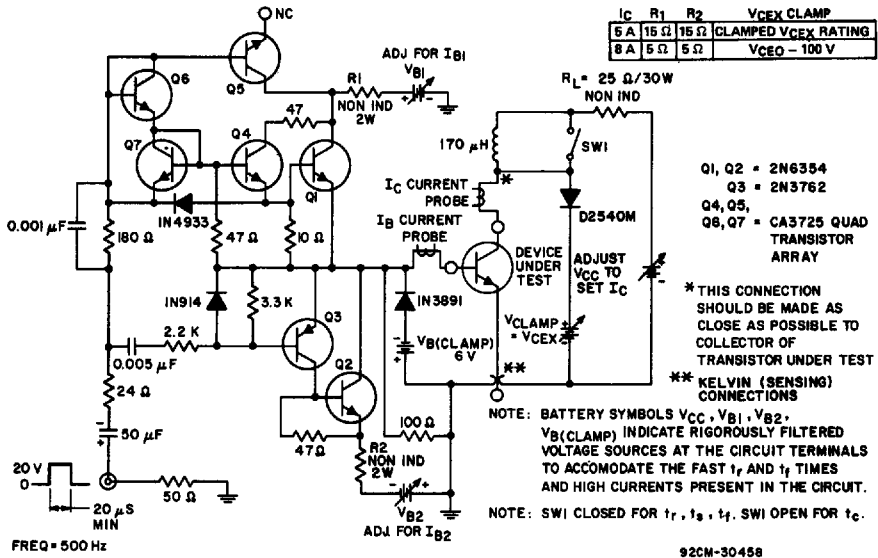 NC
IC R1 R2 VCEX CLAMP
5 A 15 Ω 15 Ω CLAMPED VCEX RATING
8 A 5 Ω 5 Ω VCEO – 100 V
ADJ FOR IB1
VB1
+ -
Q6
Q5
R1
NON IND
2W
RL = 25 Ω/30W
NON IND
47
Q7
Q4
Q1
170 μH
SW1
*
IC CURRENT
PROBE
IB CURRENT
PROBE
D2540M
Q1, Q2 = 2N6354
Q3 = 2N3762
Q4, Q5,
Q6, Q7 = CA3725 QUAD
TRANSISTOR
ARRAY
0.001 μF
1N4933
180 Ω
47 Ω
10 Ω
DEVICE
UNDER
TEST
ADJUST
VCC TO
SET IC
1N914
3.3 K
Q3
1N3891
2.2 K
0.005 μF
Q2
VB(CLAMP)
6 V
VCLAMP
= VCEX
**
* THIS CONNECTION
SHOULD BE MADE AS
CLOSE AS POSSIBLE TO
COLLECTOR OF
TRANSISTOR UNDER TEST
** KELVIN (SENSING)
CONNECTIONS
24 Ω
50 μF
47 Ω
R2
NON IND
2W
100 Ω
NOTE: BATTERY SYMBOLS VCC, VB1, VB2,
VB(CLAMP) INDICATE RIGOROUSLY FILTERED
VOLTAGE SOURCES AT THE CIRCUIT TERMINALS
TO ACCOMODATE THE FAST tr AND tf TIMES
AND HIGH CURRENTS PRESENT IN THE CIRCUIT.
20 V
0
20 μS
MIN
50 Ω
VB2
ADJ FOR IB2
NOTE: SW1 CLOSED FOR tr, ts, tf. SW1 OPEN FOR tc.
FREQ = 500 Hz
92CM-30458